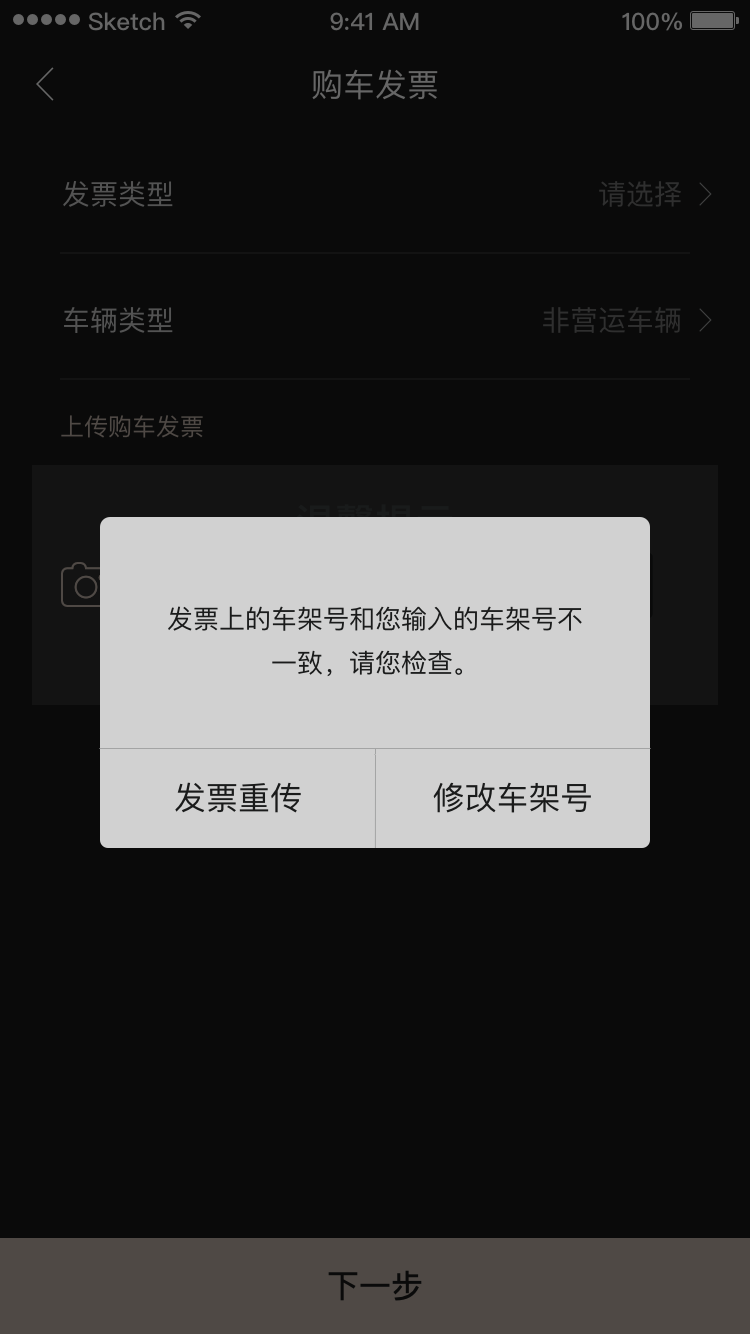 Sketch 9:41 AM 100%
购车发票
发票类型 请选择
车辆类型 非营运车辆
上传购车发票
发票上的车架号和您输入的车架号不
一致，请您检查。
发票重传 修改车架号
下一步